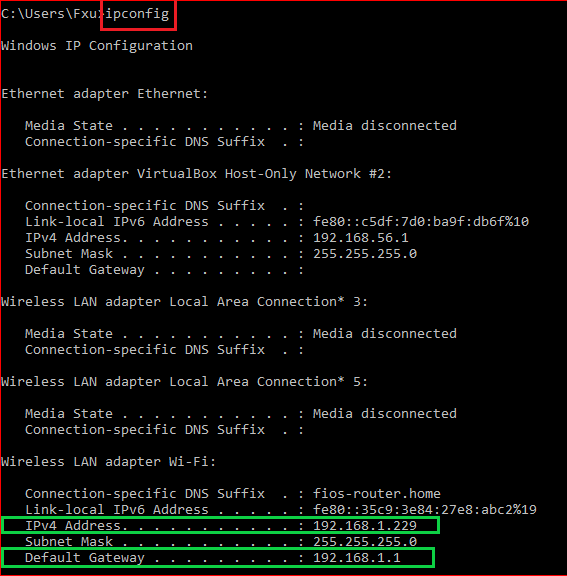 C:\Users\Fxu>ipconfig
Windows IP Configuration
Ethernet adapter Ethernet:
Media State . . . . . . . . . . . : Media disconnected
Connection-specific DNS Suffix  . :
Ethernet adapter VirtualBox Host-Only Network #2:
Connection-specific DNS Suffix  . :
Link-local IPv6 Address . . . . . : fe80::c5df:7d0:ba9f:db6f%10
IPv4 Address. . . . . . . . . . . : 192.168.56.1
Subnet Mask . . . . . . . . . . . : 255.255.255.0
Default Gateway . . . . . . . . . :
Wireless LAN adapter Local Area Connection* 3:
Media State . . . . . . . . . . . : Media disconnected
Connection-specific DNS Suffix  . :
Wireless LAN adapter Local Area Connection* 5:
Media State . . . . . . . . . . . : Media disconnected
Connection-specific DNS Suffix  . :
Wireless LAN adapter Wi-Fi:
Connection-specific DNS Suffix  . : fios-router.home
Link-local IPv6 Address . . . . . : fe80::35c9:3e84:27e8:abc2%19
IPv4 Address. . . . . . . . . . . : 192.168.1.229
Subnet Mask . . . . . . . . . . . : 255.255.255.0
Default Gateway . . . . . . . . . : 192.168.1.1